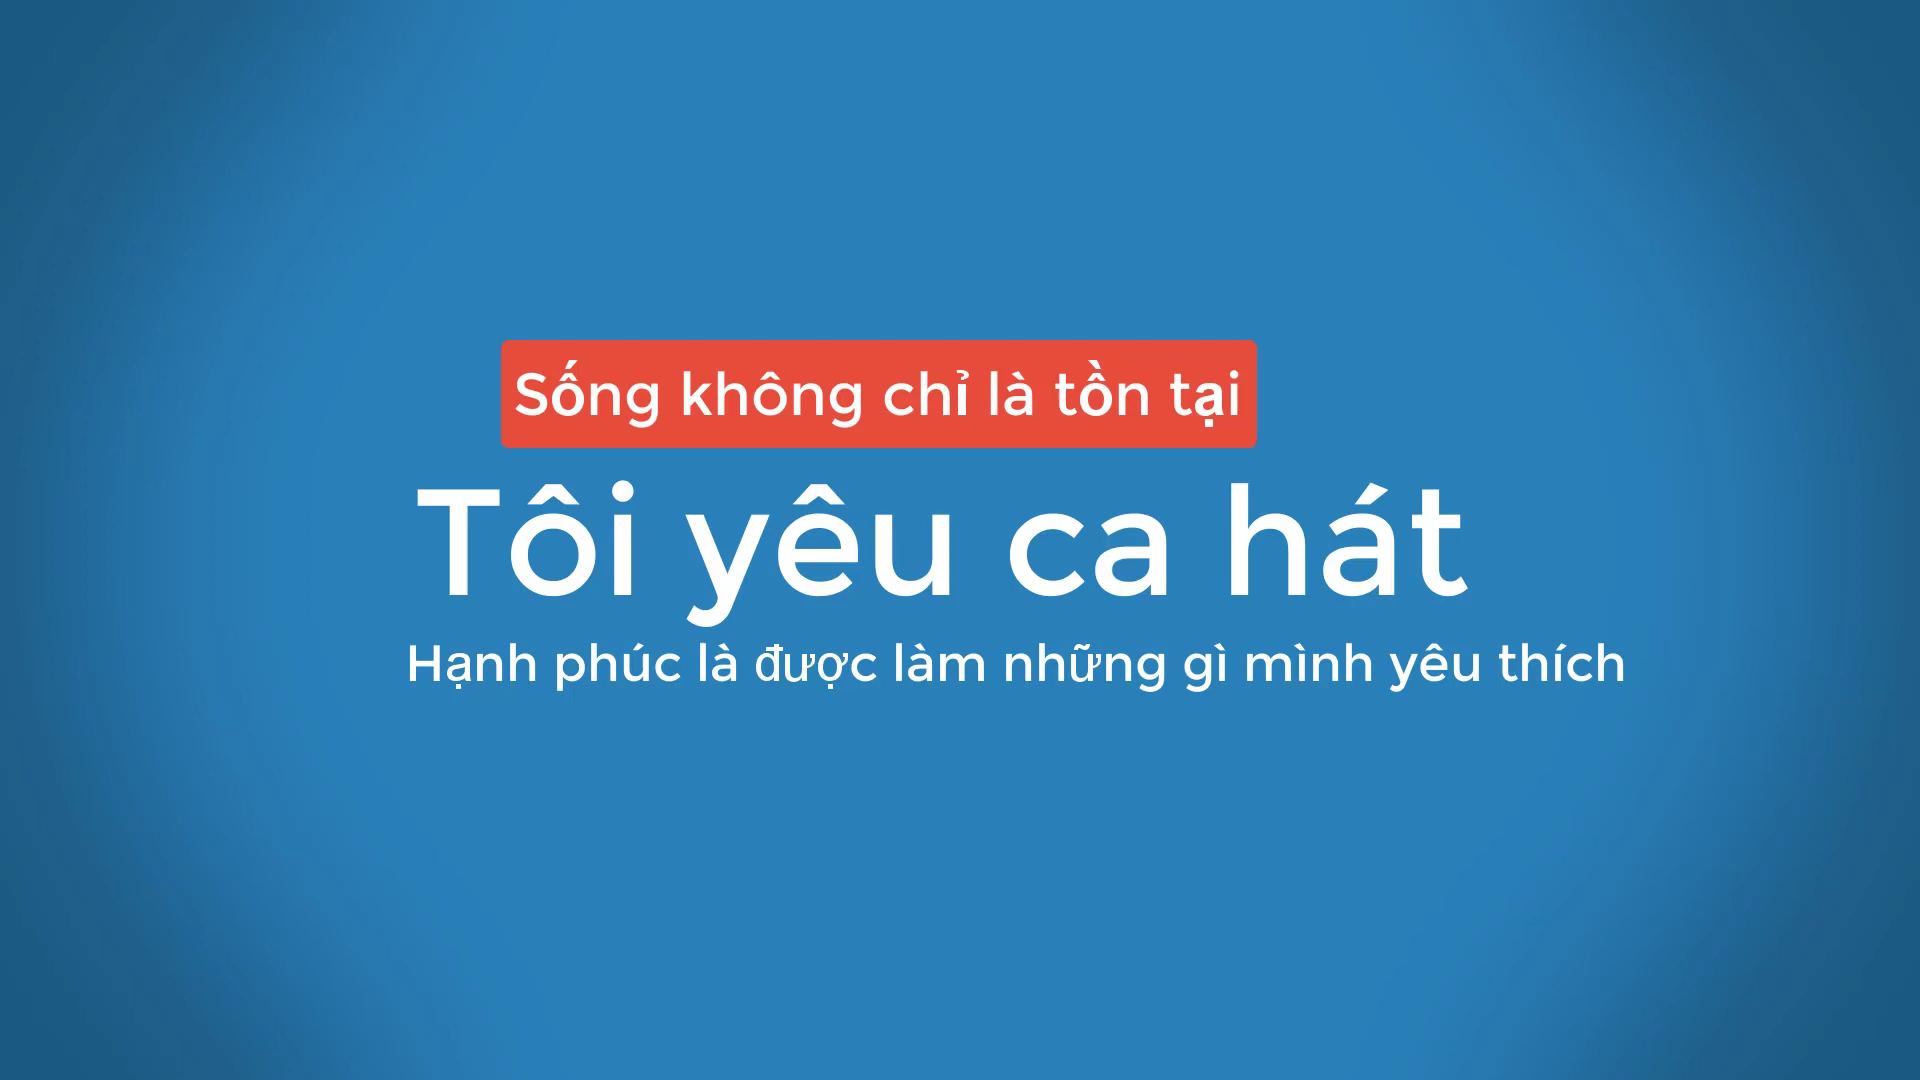 Sống không chỉ là tồn tại
Tôi yêu ca hát
Hạnh phúc là được làm những gì mình yêu thích